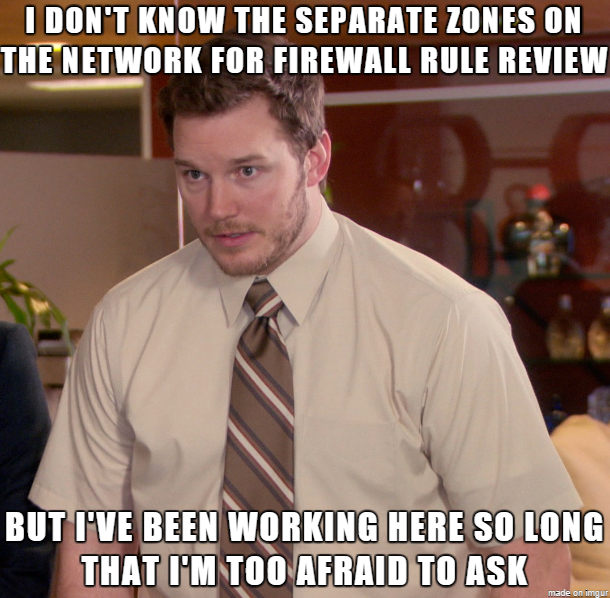 I DON'T KNOW THE SEPARATE ZONES ON
THE NETWORK FOR FIREWALL RULE REVIEW
BUT I'VE BEEN WORKING HERE SO LONG
THAT I'M TOO AFRAID TO ASK
made on imgur